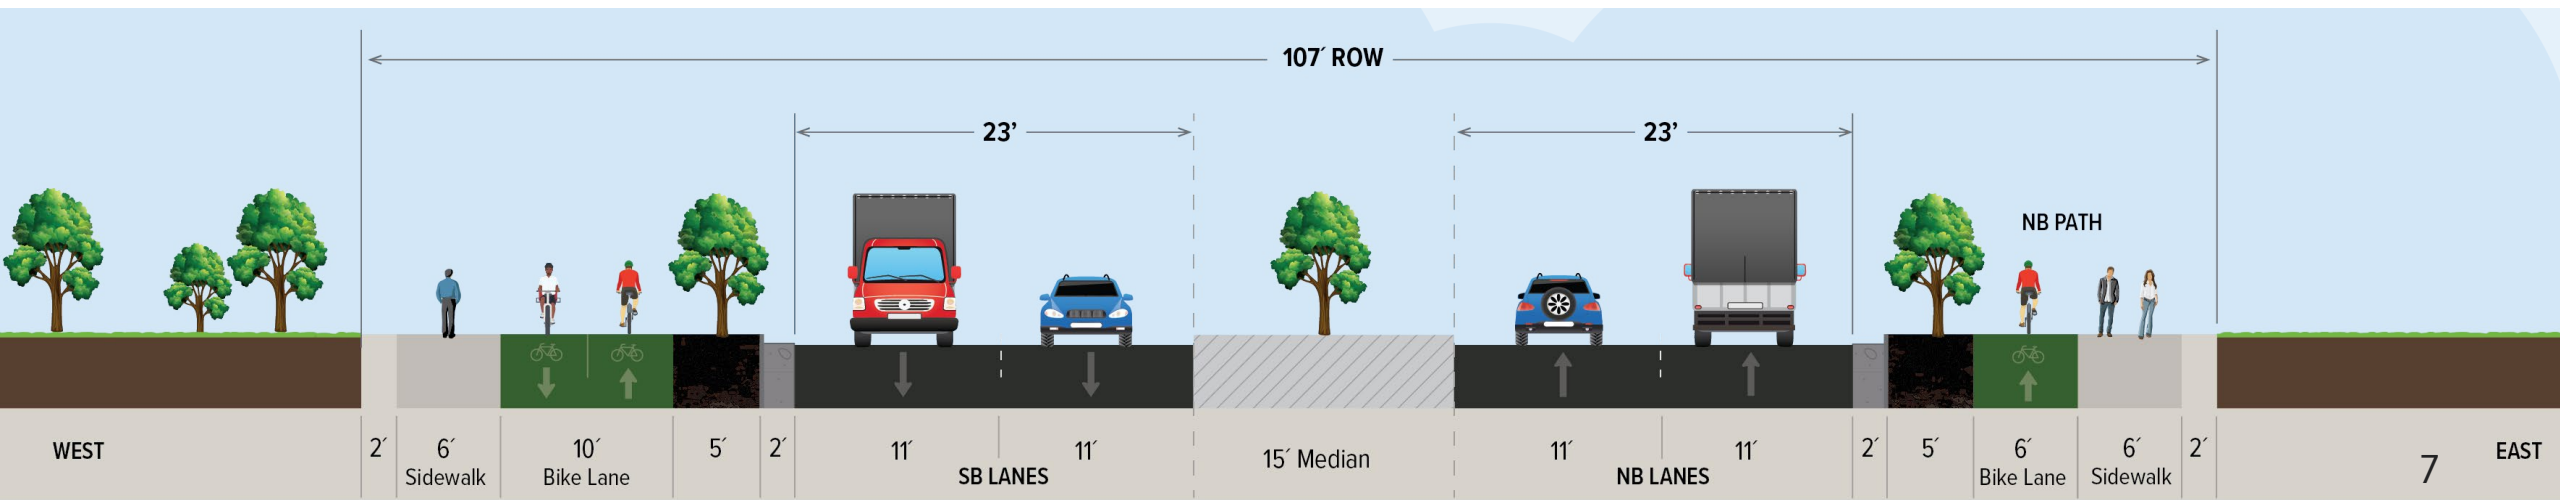 107´ ROW
23’
23’
NB PATH
WEST
2´
6´
Sidewalk
10´
Bike Lane
5´
2´
11´
11´
SB LANES
15´ Median
11´
11´
NB LANES
2´
5´
6´
Bike Lane
6´
Sidewalk
2´
7
EAST